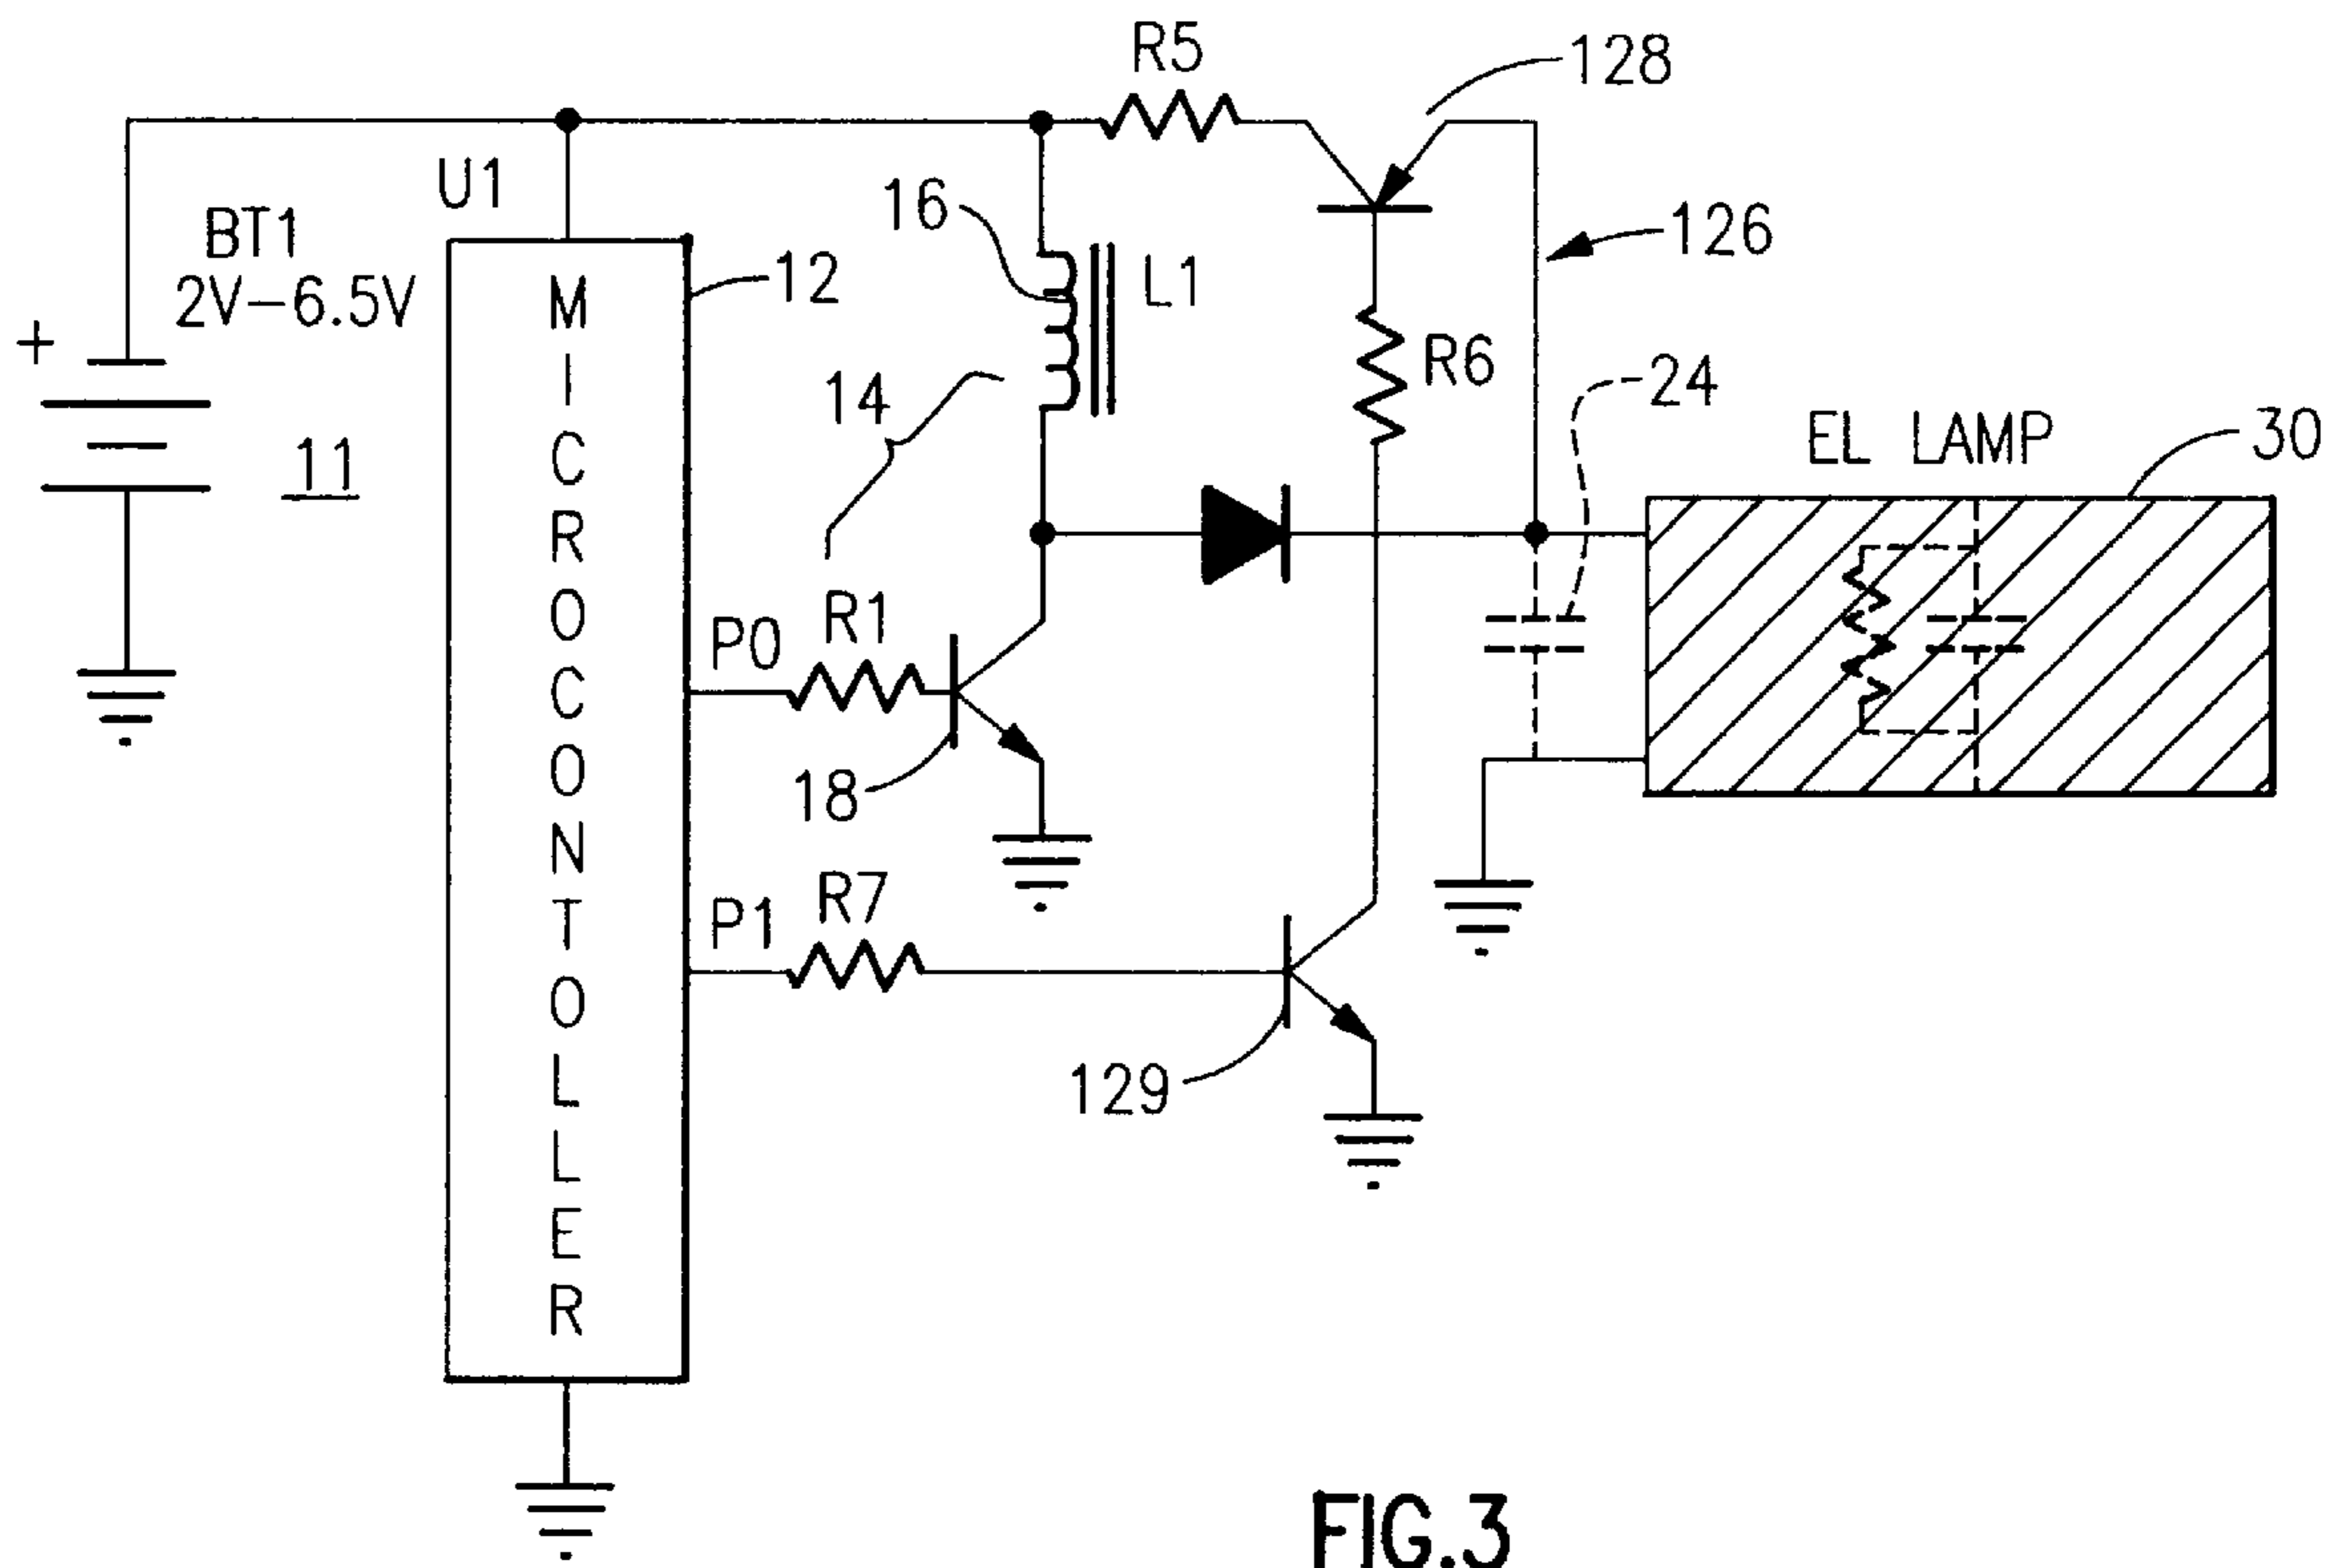 R5
128
U1
16
126
BT1
2V-6.5V
12
L1
+
MICROCONTOLLER
14
R6
24
EL LAMP
30
11
P0
R1
18
P1
R7
129
FIG.3